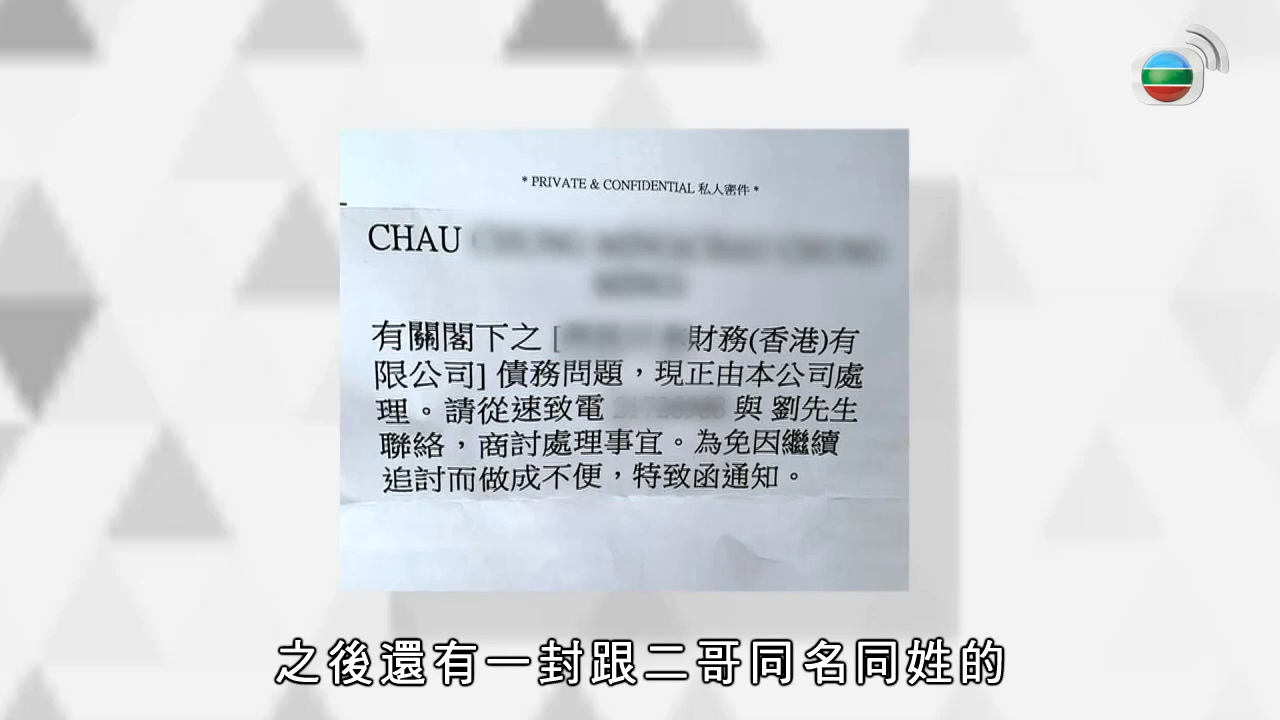 * PRIVATE & CONFIDENTIAL 私人密件 *
CHAU
有關閣下之 [ 財務(香港)有
限公司] 債務問題，現正由本公司處
理。請從速致電 與 劉先生
聯絡，商討處理事宜。為免因繼續
追討而做成不便，特致函通知。
之後還有一封跟二哥同名同姓的